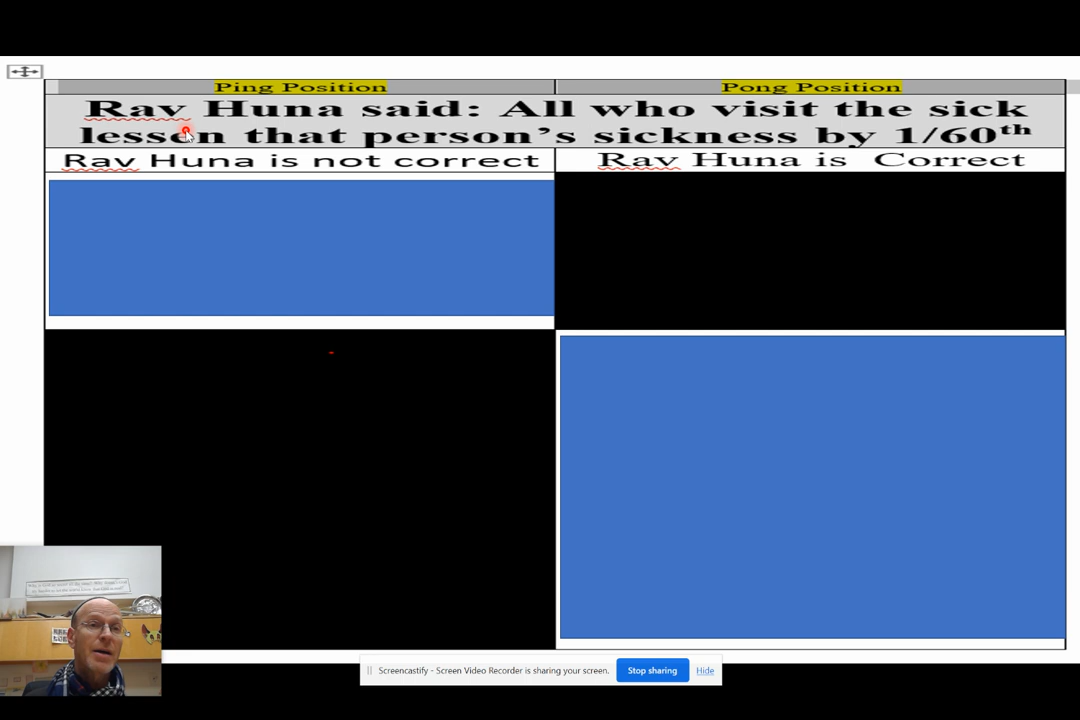 Ping Position
Pong Position
Rav Huna said: All who visit the sick
lessen that person's sickness by 1/60th
Rav Huna is not correct
Rav Huna is Correct
Screencastify - Screen Video Recorder is sharing your screen.
Stop sharing
Hide